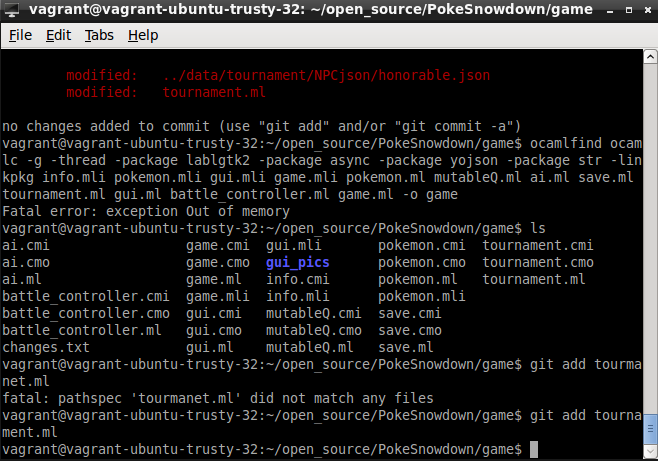 vagrant@vagrant-ubuntu-trusty-32: ~/open_source/PokeSnowdown/game
File Edit Tabs Help
modified: ../data/tournament/NPCjson/honorable.json
modified: tournament.ml
no changes added to commit (use "git add" and/or "git commit -a")
vagrant@vagrant-ubuntu-trusty-32:~/open_source/PokeSnowdown/game$ ocamlfind ocam
lc -g -thread -package lablgtk2 -package async -package yojson -package str -lin
kpkg info.mli pokemon.mli gui.mli game.mli pokemon.ml mutableQ.ml ai.ml save.ml
tournament.ml gui.ml battle_controller.ml game.ml -o game
Fatal error: exception Out of memory
vagrant@vagrant-ubuntu-trusty-32:~/open_source/PokeSnowdown/game$ ls
ai.cmi game.cmi gui.mli pokemon.cmi tournament.cmi
ai.cmo game.cmo gui_pics pokemon.cmo tournament.cmo
ai.ml game.ml info.cmi pokemon.ml tournament.ml
battle_controller.cmi game.mli info.mli pokemon.mli
battle_controller.cmo gui.cmi mutableQ.cmi save.cmi
battle_controller.ml gui.cmo mutableQ.cmo save.cmo
changes.txt gui.ml mutableQ.ml save.ml
vagrant@vagrant-ubuntu-trusty-32:~/open_source/PokeSnowdown/game$ git add tourma
net.ml
fatal: pathspec 'tourmanet.ml' did not match any files
vagrant@vagrant-ubuntu-trusty-32:~/open_source/PokeSnowdown/game$ git add tourna
ment.ml
vagrant@vagrant-ubuntu-trusty-32:~/open_source/PokeSnowdown/game$